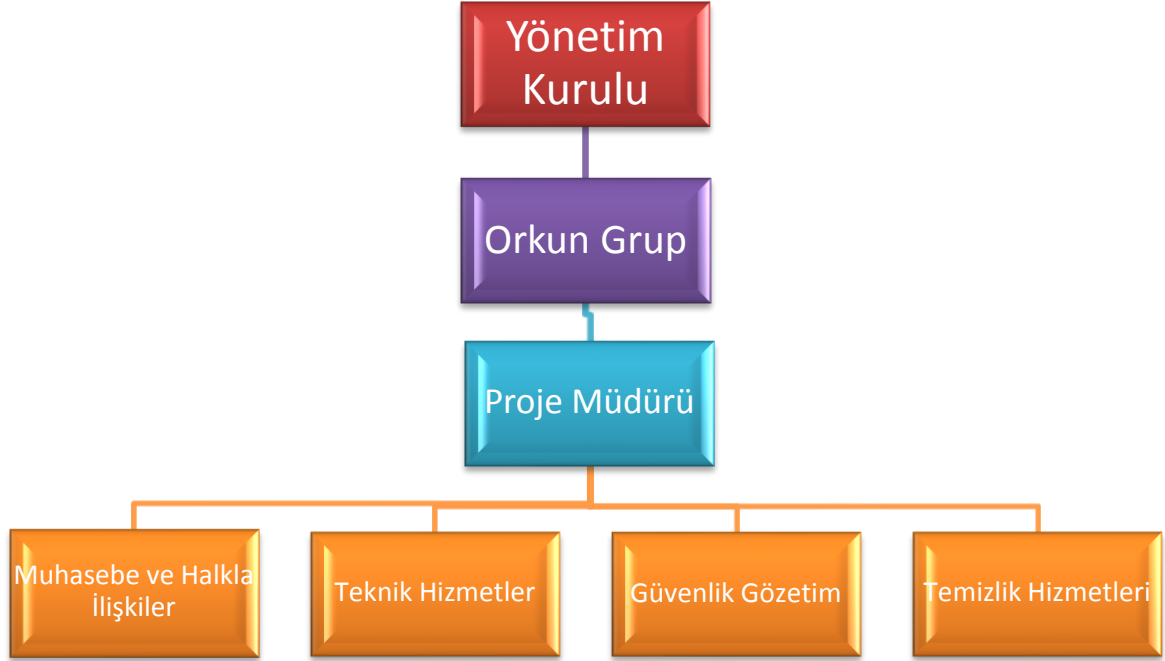 Yönetim
Kurulu
Orkun Grup
Proje Müdürü
Muhasebe ve Halkla
İlişkiler
Teknik Hizmetler
Güvenlik Gözetim
Temizlik Hizmetleri